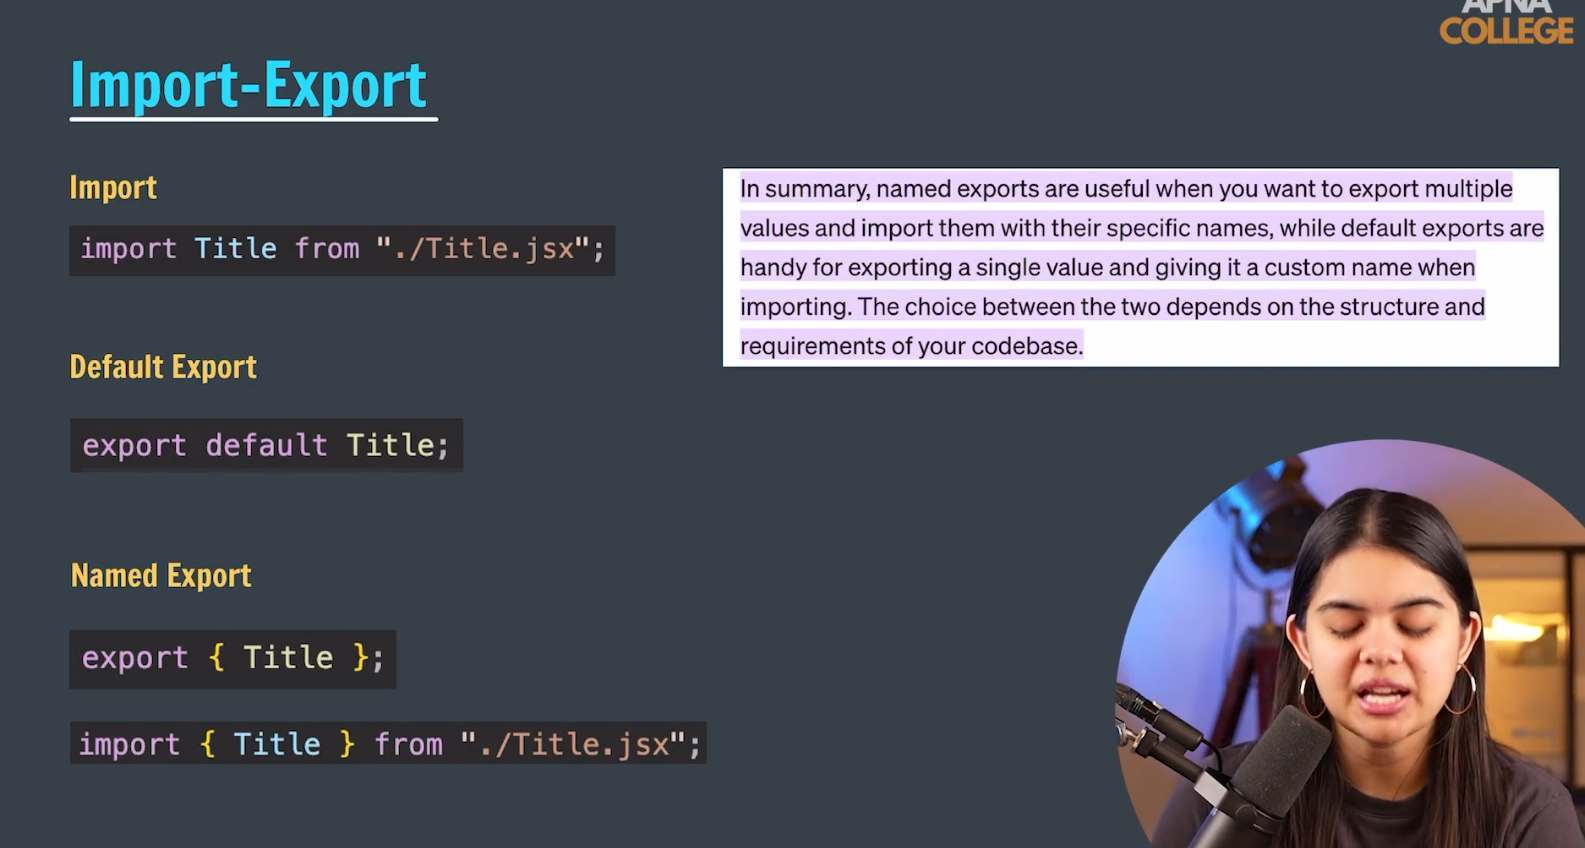 APNA
COLLEGE
Import-Export
Import
import Title from "./Title.jsx";
In summary, named exports are useful when you want to export multiple
values and import them with their specific names, while default exports are
handy for exporting a single value and giving it a custom name when
importing. The choice between the two depends on the structure and
requirements of your codebase.
Default Export
export default Title;
Named Export
export { Title };
import { Title } from "./Title.jsx";